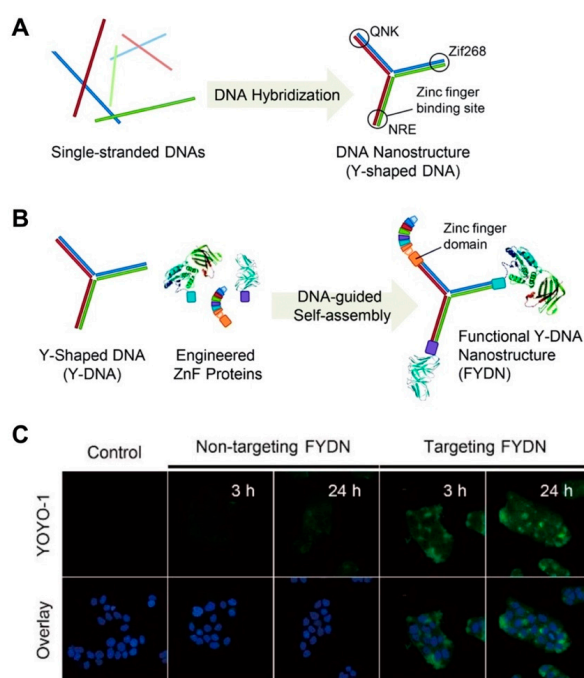 A
QNK
Zif268
DNA Hybridization
Zinc finger
binding site
NRE
Single-stranded DNAs
DNA Nanostructure
(Y-shaped DNA)
B
Zinc finger
domain
DNA-guided
Self-assembly
Y-Shaped DNA
(Y-DNA)
Engineered
ZnF Proteins
Functional Y-DNA
Nanostructure
(FYDN)
C
Control
Non-targeting FYDN
Targeting FYDN
3 h
24 h
3 h
24 h
YOYO-1
Overlay